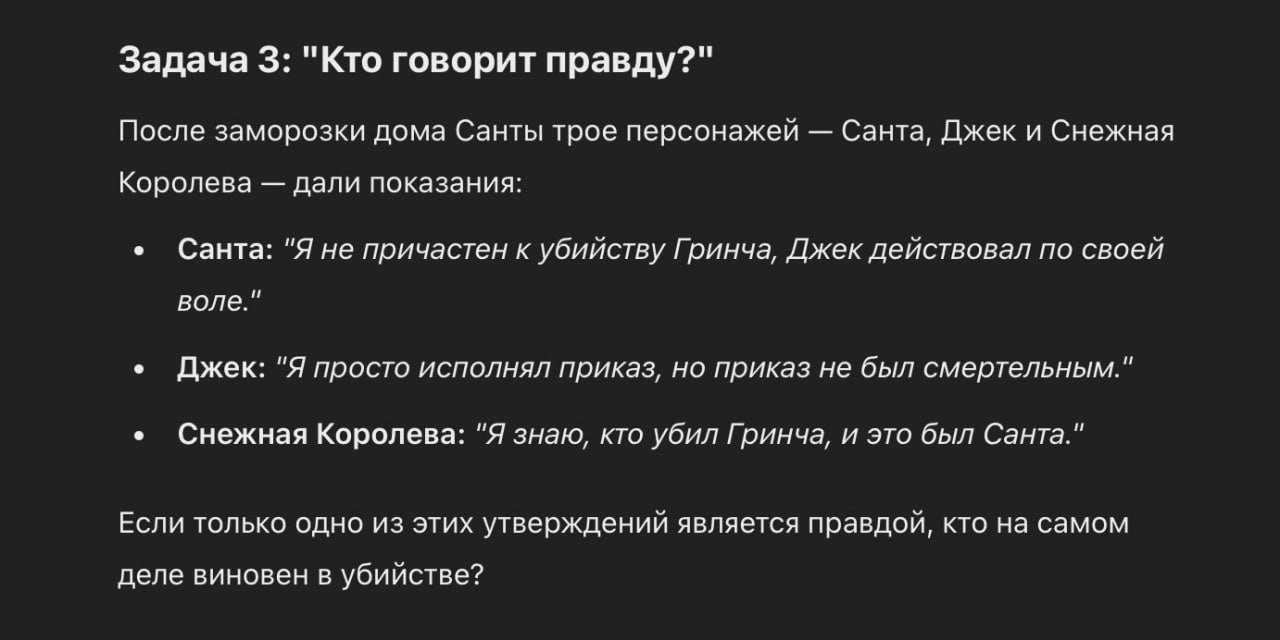 Задача 3: "Кто говорит правду?"
После заморозки дома Санты трое персонажей — Санта, Джек и Снежная
Королева — дали показания:
• Санта: "Я не причастен к убийству Гринча, Джек действовал по своей
воле."
• Джек: "Я просто исполнял приказ, но приказ не был смертельным."
• Снежная Королева: "Я знаю, кто убил Гринча, и это был Санта."
Если только одно из этих утверждений является правдой, кто на самом
деле виновен в убийстве?